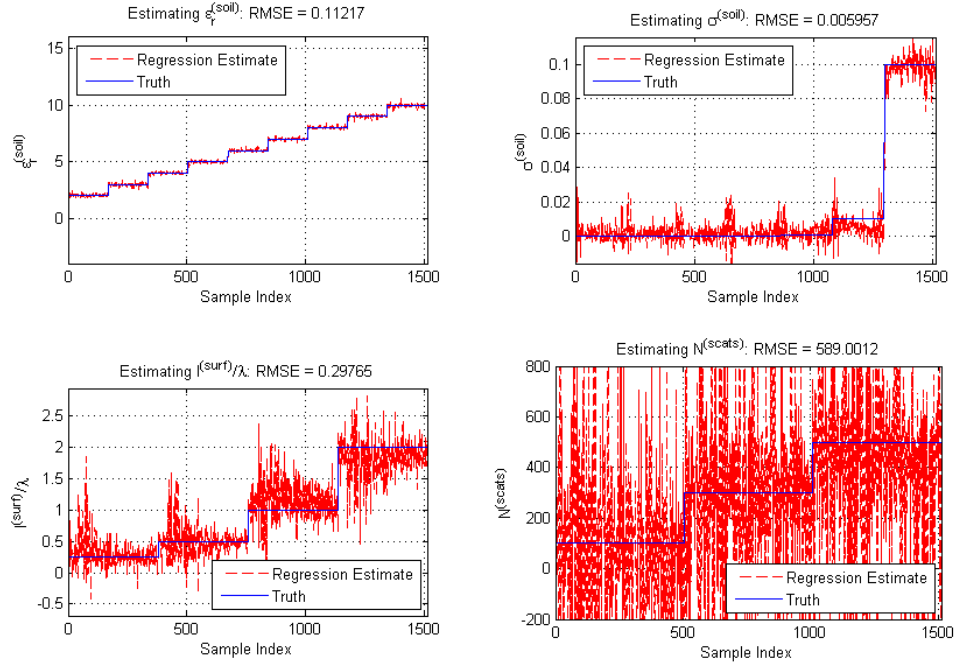 Estimating ε_r^(soil): RMSE = 0.11217
15
10
5
0
ε_r^(soil)
Regression Estimate
Truth
0 500 1000 1500
Sample Index
Estimating σ^(soil): RMSE = 0.005957
0.1
0.08
0.06
0.04
0.02
0
σ^(soil)
Regression Estimate
Truth
0 500 1000 1500
Sample Index
Estimating l^(surf)/λ: RMSE = 0.29765
2.5
2
1.5
1
0.5
0
-0.5
l^(surf)/λ
Regression Estimate
Truth
0 500 1000 1500
Sample Index
Estimating N^(scats): RMSE = 589.0012
800
600
400
200
0
-200
N^(scats)
Regression Estimate
Truth
0 500 1000 1500
Sample Index